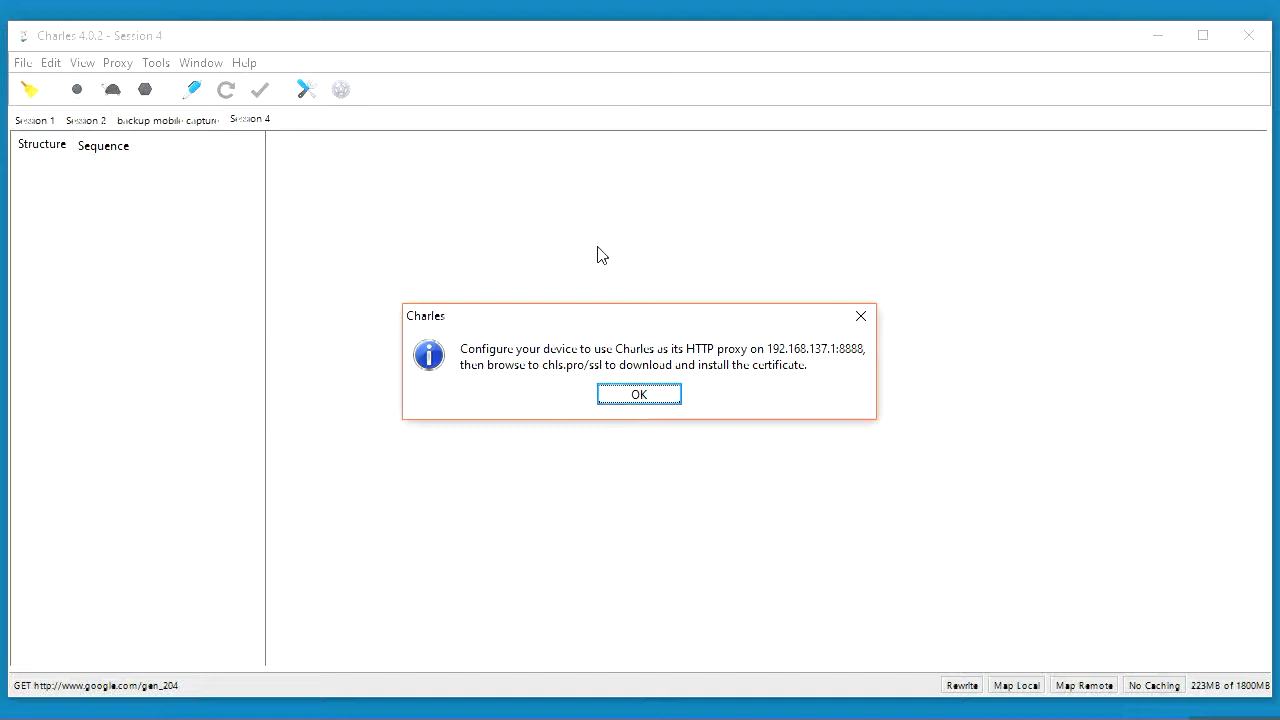 Charles 4.0.2 - Session 4
File Edit View Proxy Tools Window Help
Session 1 Session 2 backup mobile capture Session 4
Structure Sequence
Charles
Configure your device to use Charles as its HTTP proxy on 192.168.137.1:8888,
then browse to chls.pro/ssl to download and install the certificate.
OK
GET http://www.google.com/gen_204 Rewrite Map Local Map Remote No Caching 223MB of 1800MB